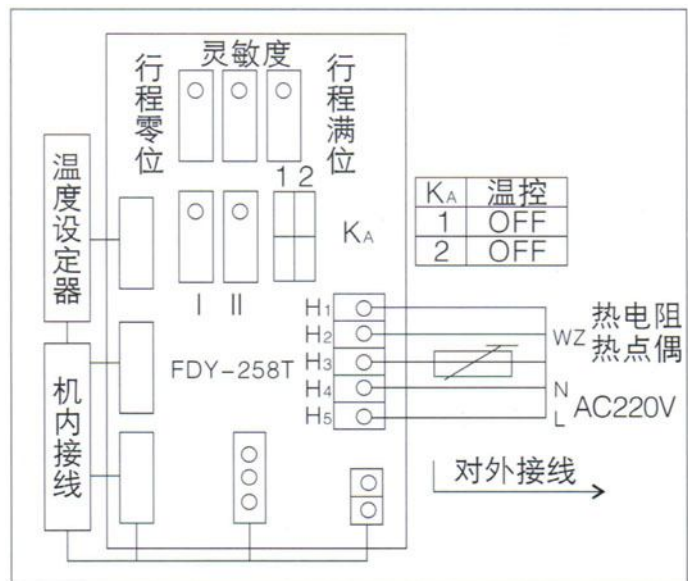 灵敏度
行程零位
行程满位
1 2
KA
I II
温度设定器
机内接线
FDY-258T
H1
H2
H3
H4
H5
KA 温控
1 OFF
2 OFF
WZ
热电阻
热点偶
N
L
AC220V
对外接线